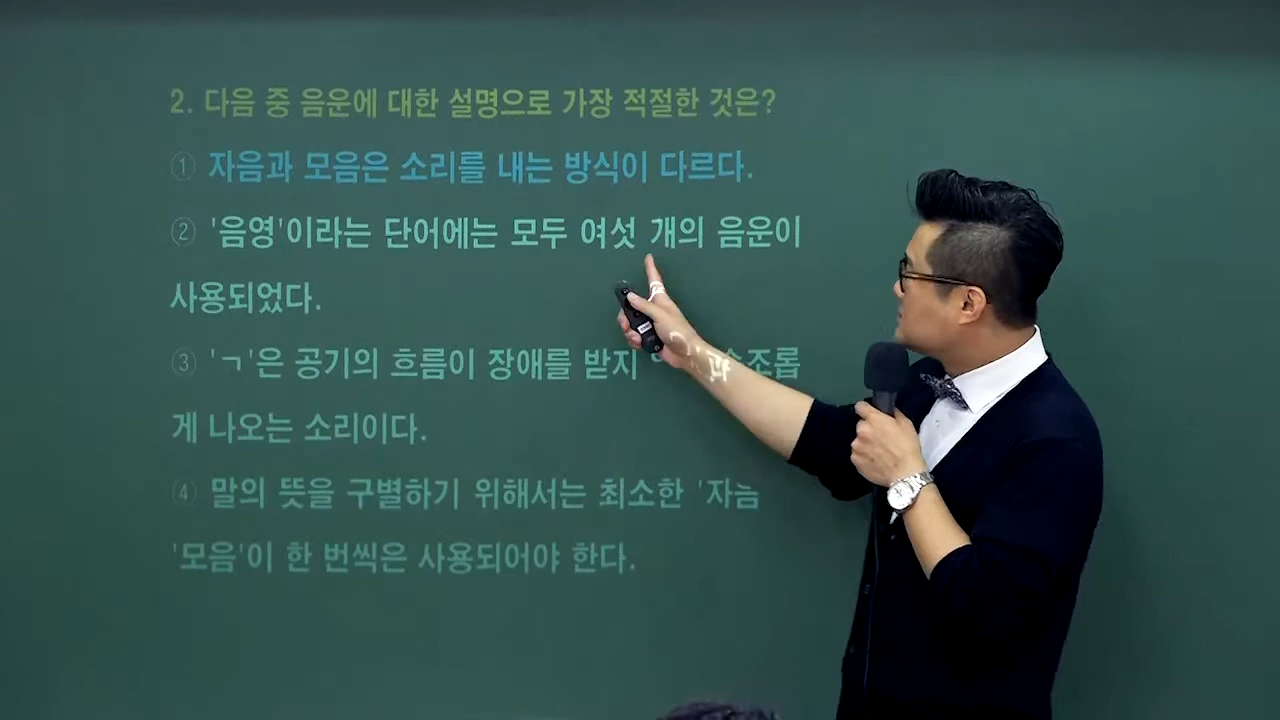 2. 다음 중 음운에 대한 설명으로 가장 적절한 것은?
① 자음과 모음은 소리를 내는 방식이 다르다.
② '음영'이라는 단어에는 모두 여섯 개의 음운이
사용되었다.
③ 'ㄱ'은 공기의 흐름이 장애를 받지
게 나오는 소리이다.
④ 말의 뜻을 구별하기 위해서는 최소한 '자음
'모음'이 한 번씩은 사용되어야 한다.